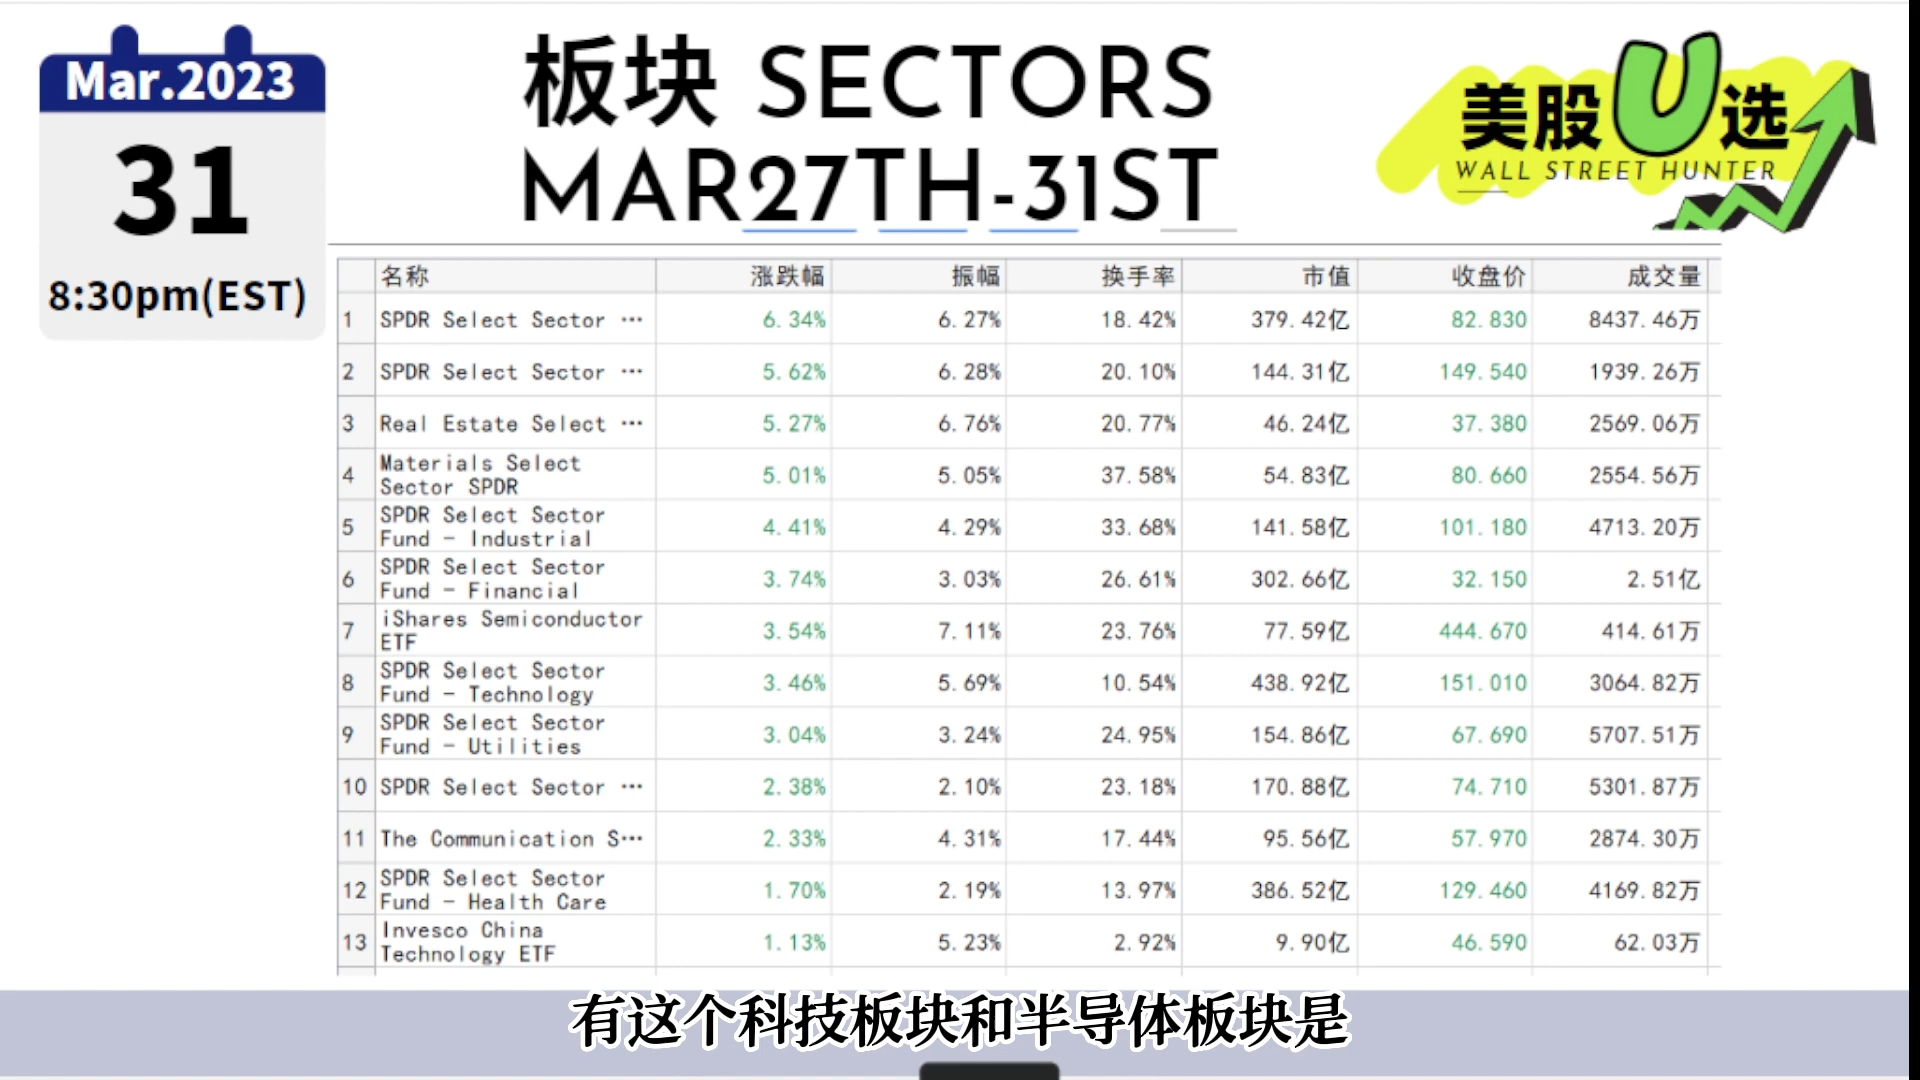 Mar.2023
31
8:30pm(EST)
板块 SECTORS
MAR27TH-31ST
美股U选
WALL STREET HUNTER
名称 涨跌幅 振幅 换手率 市值 收盘价 成交量
1 SPDR Select Sector ··· 6.34% 6.27% 18.42% 379.42亿 82.830 8437.46万
2 SPDR Select Sector ··· 5.62% 6.28% 20.10% 144.31亿 149.540 1939.26万
3 Real Estate Select ··· 5.27% 6.76% 20.77% 46.24亿 37.380 2569.06万
4 Materials Select
Sector SPDR 5.01% 5.05% 37.58% 54.83亿 80.660 2554.56万
5 SPDR Select Sector
Fund - Industrial 4.41% 4.29% 33.68% 141.58亿 101.180 4713.20万
6 SPDR Select Sector
Fund - Financial 3.74% 3.03% 26.61% 302.66亿 32.150 2.51亿
7 iShares Semiconductor
ETF 3.54% 7.11% 23.76% 77.59亿 444.670 414.61万
8 SPDR Select Sector
Fund - Technology 3.46% 5.69% 10.54% 438.92亿 151.010 3064.82万
9 SPDR Select Sector
Fund - Utilities 3.04% 3.24% 24.95% 154.86亿 67.690 5707.51万
10 SPDR Select Sector ··· 2.38% 2.10% 23.18% 170.88亿 74.710 5301.87万
11 The Communication S··· 2.33% 4.31% 17.44% 95.56亿 57.970 2874.30万
12 SPDR Select Sector
Fund - Health Care 1.70% 2.19% 13.97% 386.52亿 129.460 4169.82万
13 Invesco China
Technology ETF 1.13% 5.23% 2.92% 9.90亿 46.590 62.03万
有这个科技板块和半导体板块是